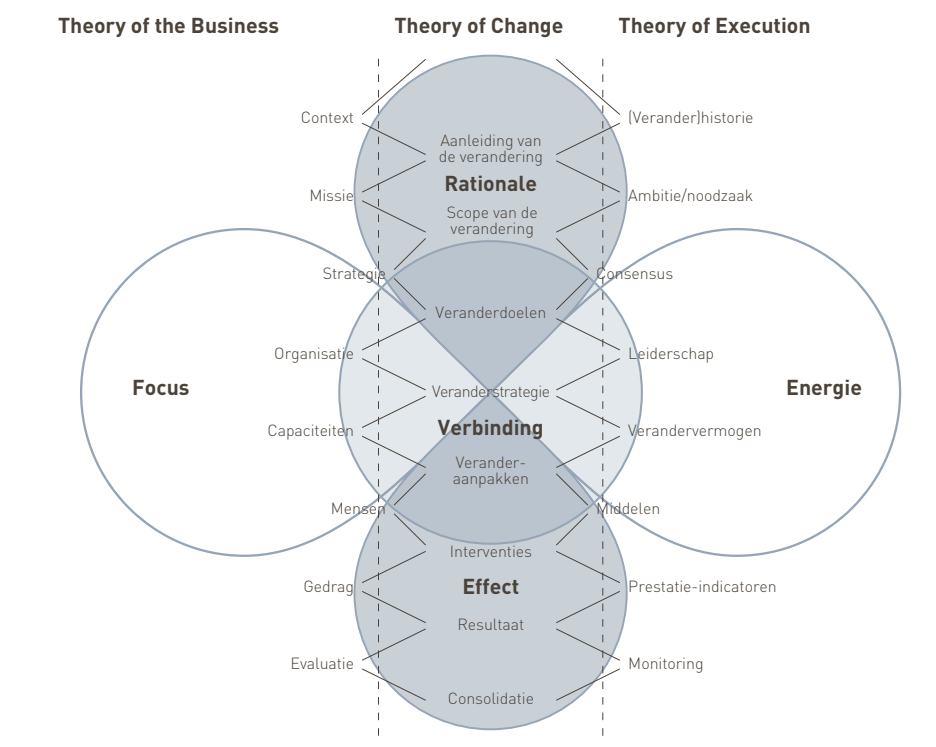 Theory of the Business
Theory of Change
Theory of Execution
Context
(Verander)historie
Aanleiding van
de verandering
Rationale
Missie
Ambitie/noodzaak
Scope van de
verandering
Strategie
Consensus
Veranderdoelen
Organisatie
Leiderschap
Focus
Veranderstrategie
Energie
Verbinding
Capaciteiten
Verandervermogen
Verander-
aanpakken
Mensen
Middelen
Interventies
Gedrag
Effect
Prestatie-indicatoren
Resultaat
Evaluatie
Monitoring
Consolidatie